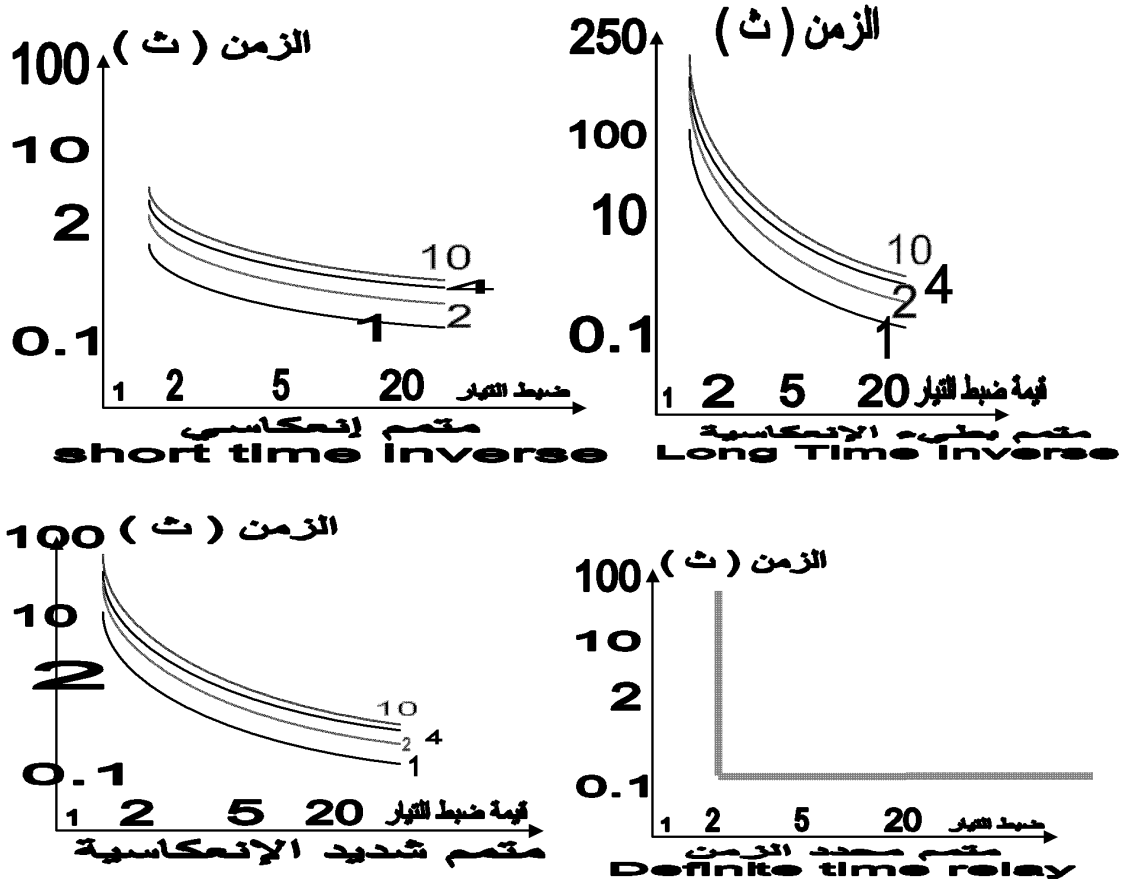 الزمن ( ث )
100
10
2
0.1
10
4
2
1
1 2 5 20 ضبط التيار
متمم إنعكاسي
short time inverse
الزمن ( ث )
250
100
10
0.1
10
4
2
1
1 2 5 20 قيمة ضبط التيار
متمم بطيء الإنعكاسية
Long Time Inverse
الزمن ( ث )
100
10
2
0.1
10
4
2
1
1 2 5 20 قيمة ضبط التيار
متمم شديد الإنعكاسية
الزمن ( ث )
100
10
2
0.1
1 2 5 20 ضبط التيار
متمم محدد الزمن
Definite time relay